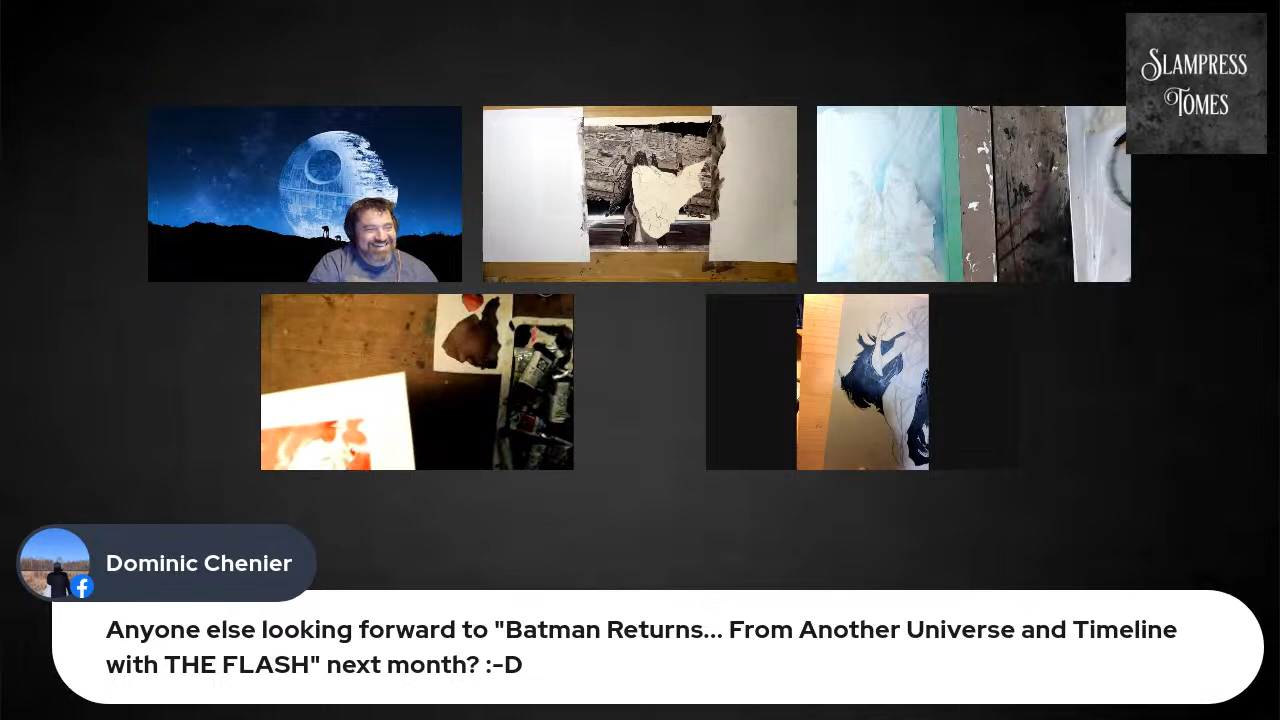 Slampress
Tomes
Dominic Chenier
Anyone else looking forward to "Batman Returns... From Another Universe and Timeline
with THE FLASH" next month? :-D